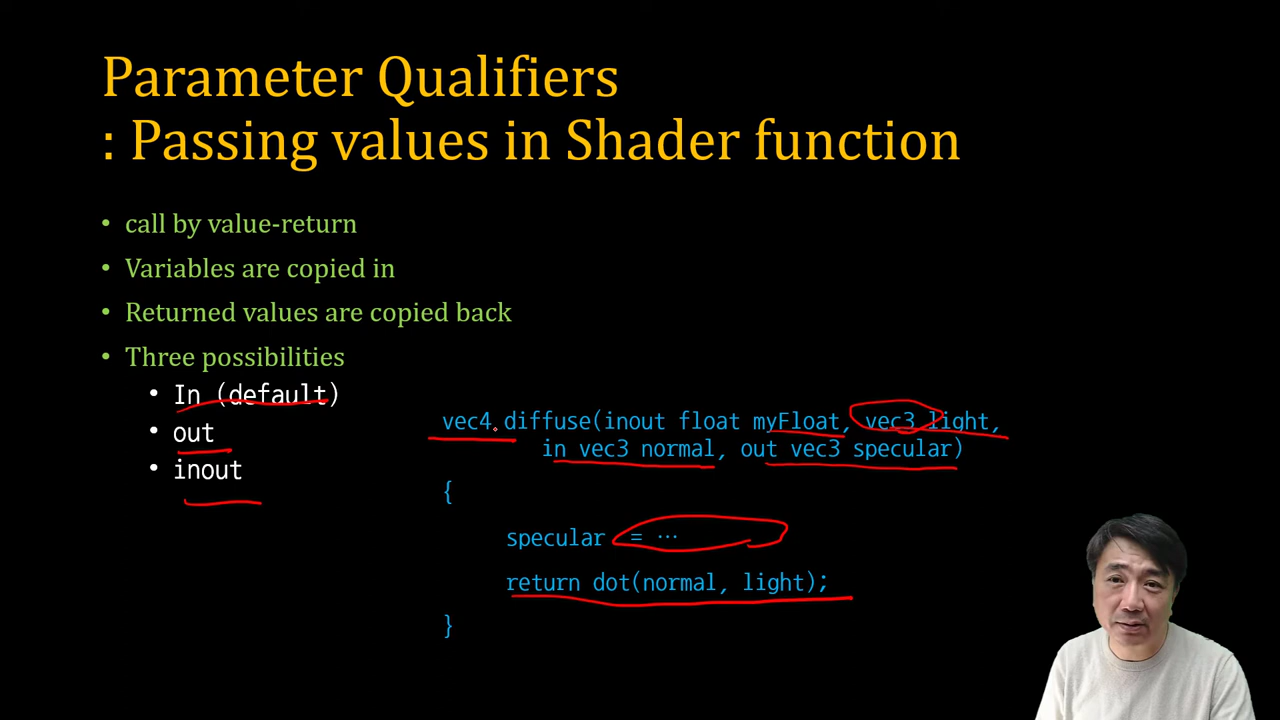 Parameter Qualifiers
: Passing values in Shader function
• call by value-return
• Variables are copied in
• Returned values are copied back
• Three possibilities
• In (default)
• out
• inout
vec4 diffuse(inout float myFloat, vec3 light,
in vec3 normal, out vec3 specular)
{
specular = …
return dot(normal, light);
}